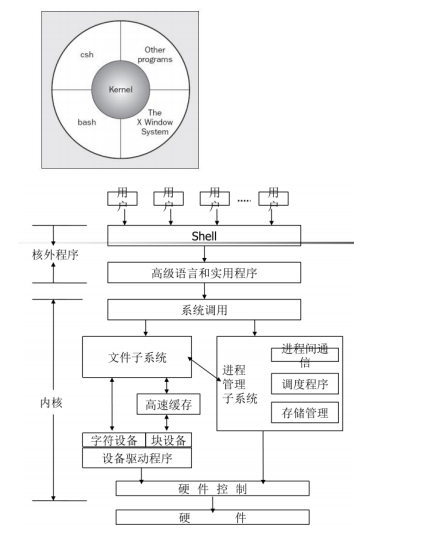 csh
Other
programs
Kernel
bash
The
X Window
System
用户
用户
用户
.....
用户
Shell
核外程序
高级语言和实用程序
系统调用
文件子系统
进程
管理
子系统
进程间通
信
调度程序
存储管理
内核
高速缓存
字符设备
块设备
设备驱动程序
硬 件 控 制
硬 件